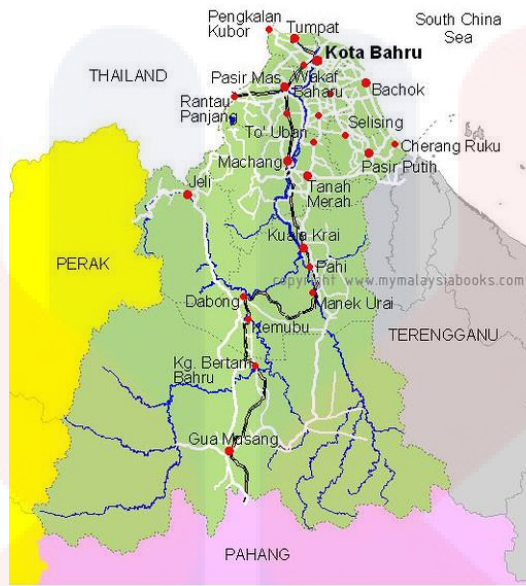 Pengkalan
Kubor
Tumpat
South China
Sea
Kota Bahru
THAILAND
Pasir Mas
Wakaf
Baharu
Bachok
Rantau
Panjang
To' Uban
Selising
Cherang Ruku
Machang
Pasir Putih
Jeli
Tanah
Merah
Kuala Krai
PERAK
Pahi
copyright www.mymalaysiabooks.com
Dabong
Manek Urai
Kemubu
TERENGGANU
Kg. Bertam
Bahru
Gua Musang
PAHANG